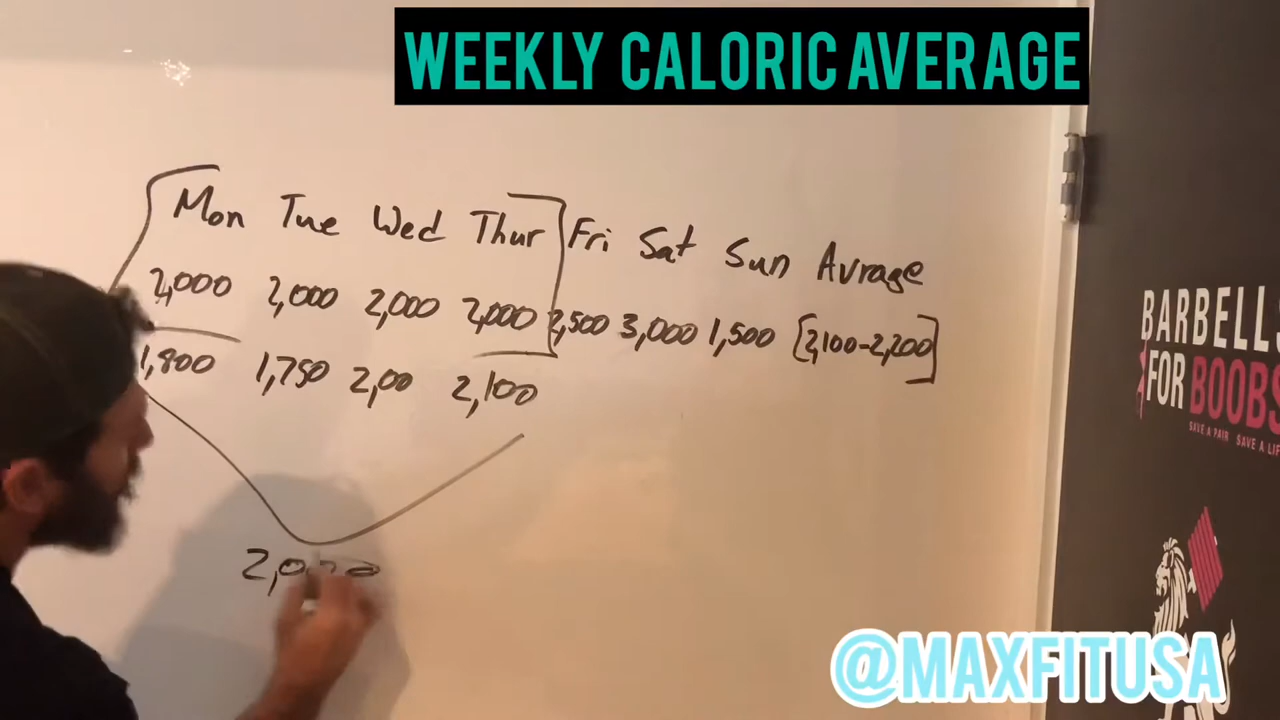 WEEKLY CALORIC AVERAGE
Mon Tue Wed Thur Fri Sat Sun Avrage
2,000 2,000 2,000 2,000 2,500 3,000 1,500 [2,100-2,200]
1,800 1,750 2,00 2,100
BARBELLS
FOR BOOBS
SAVE A PAIR SAVE A LIF
@MAXFITUSA